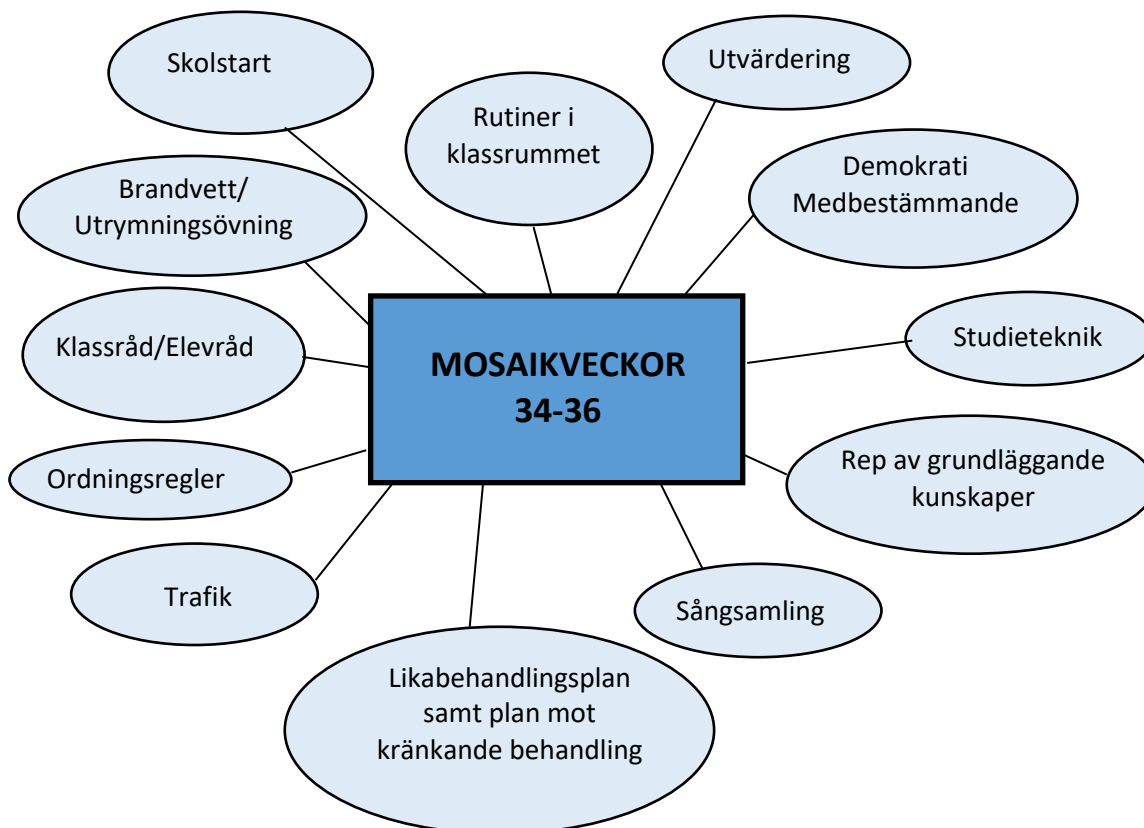 Skolstart
Utvärdering
Rutiner i
klassrummet
Demokrati
Medbestämmande
Brandvett/
Utrymningsövning
Klassråd/Elevråd
MOSAIKVECKOR
34-36
Studieteknik
Ordningsregler
Rep av grundläggande
kunskaper
Trafik
Sångsamling
Likabehandlingsplan
samt plan mot
kränkande behandling